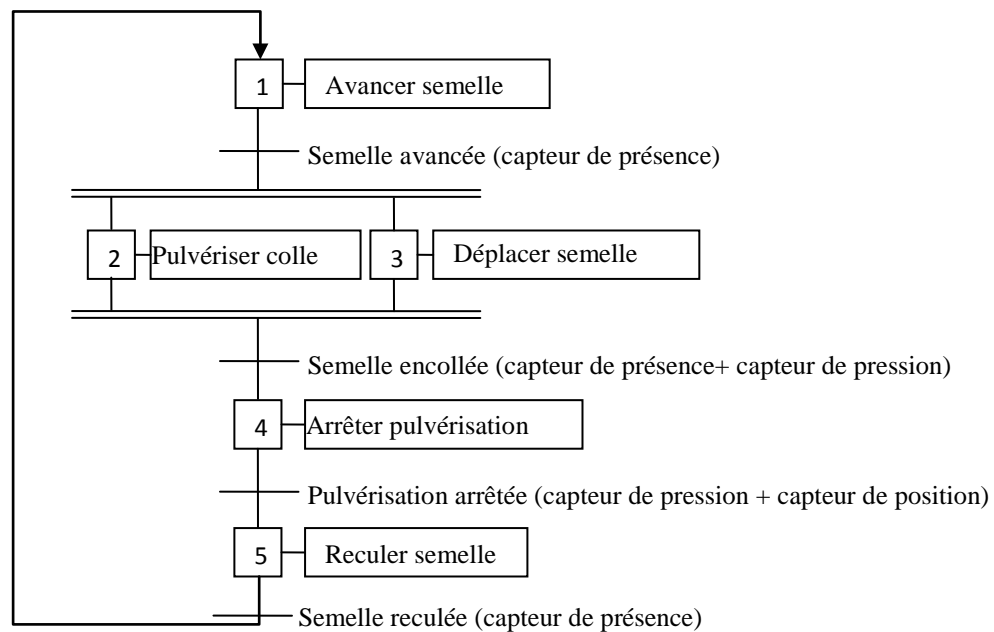 1 Avancer semelle
Semelle avancée (capteur de présence)
2 Pulvériser colle 3 Déplacer semelle
Semelle encollée (capteur de présence+ capteur de pression)
4 Arrêter pulvérisation
Pulvérisation arrêtée (capteur de pression + capteur de position)
5 Reculer semelle
Semelle reculée (capteur de présence)